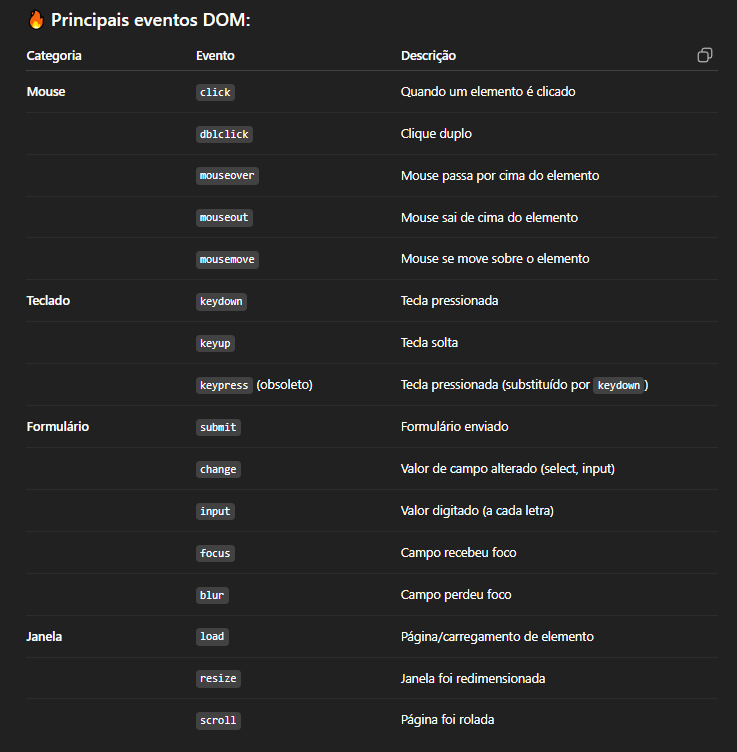 🔥 Principais eventos DOM:
Categoria Evento Descrição
Mouse click Quando um elemento é clicado
dblclick Clique duplo
mouseover Mouse passa por cima do elemento
mouseout Mouse sai de cima do elemento
mousemove Mouse se move sobre o elemento
Teclado keydown Tecla pressionada
keyup Tecla solta
keypress (obsoleto) Tecla pressionada (substituído por keydown )
Formulário submit Formulário enviado
change Valor de campo alterado (select, input)
input Valor digitado (a cada letra)
focus Campo recebeu foco
blur Campo perdeu foco
Janela load Página/carregamento de elemento
resize Janela foi redimensionada
scroll Página foi rolada